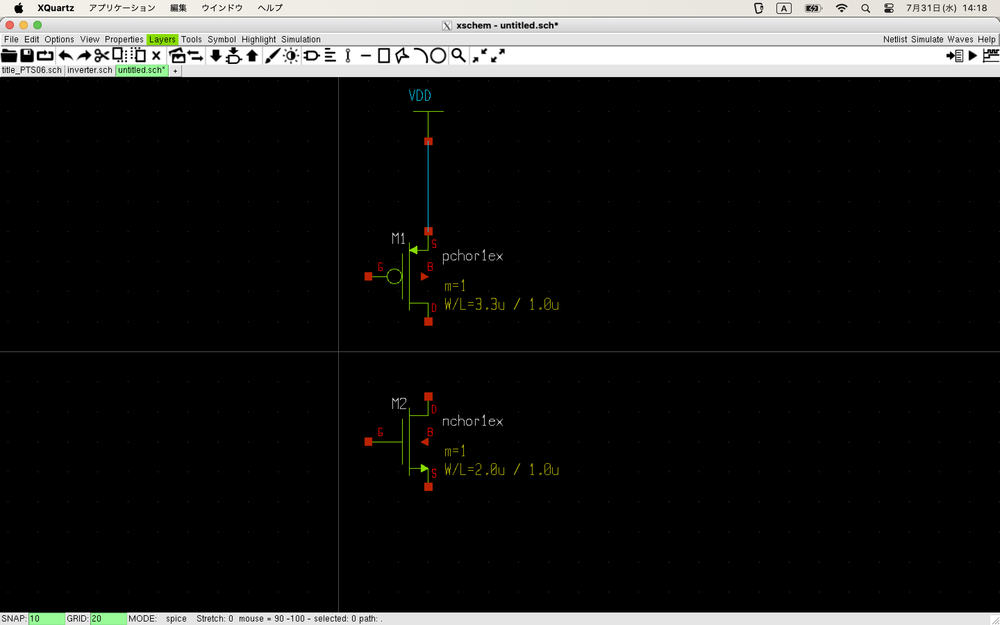 XQuartz アプリケーション 編集 ウインドウ ヘルプ A 7月31日(水) 14:18
xschem - untitled.sch*
File Edit Options View Properties Layers Tools Symbol Highlight Simulation Netlist Simulate Waves Help
title_PTS06.sch inverter.sch untitled.sch* +
VDD
M1
S
pchor1ex
G B
m=1
D W/L=3.3u / 1.0u
M2
D
nchor1ex
G B
m=1
S W/L=2.0u / 1.0u
SNAP: 10 GRID: 20 MODE: spice Stretch: 0 mouse = 90 -100 - selected: 0 path: .